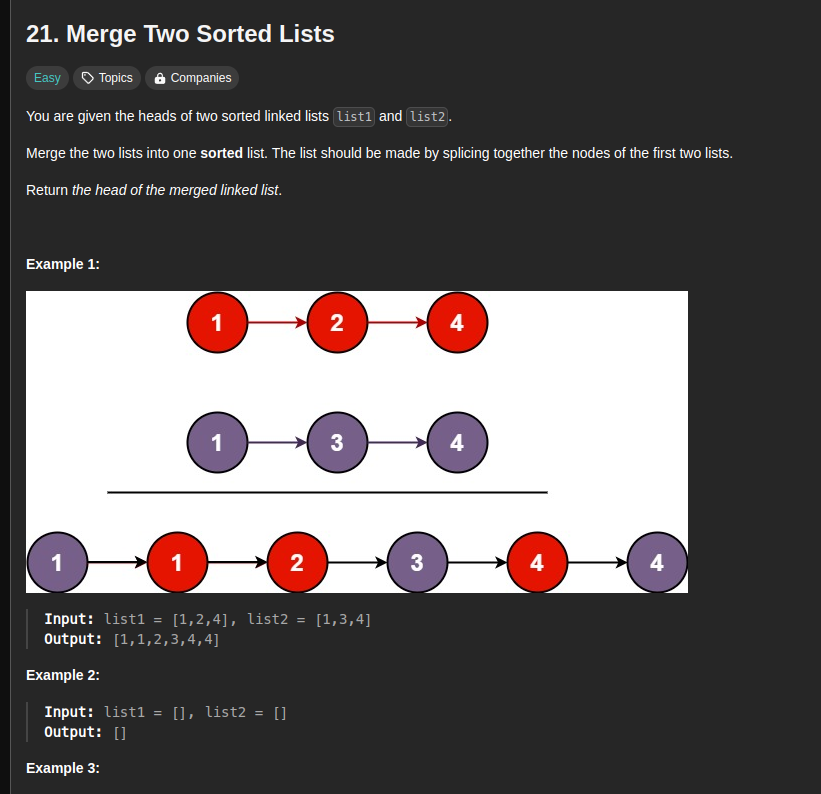 21. Merge Two Sorted Lists
Easy Topics Companies
You are given the heads of two sorted linked lists list1 and list2.
Merge the two lists into one sorted list. The list should be made by splicing together the nodes of the first two lists.
Return the head of the merged linked list.
Example 1:
1 2 4
1 3 4
1 1 2 3 4 4
Input: list1 = [1,2,4], list2 = [1,3,4]
Output: [1,1,2,3,4,4]
Example 2:
Input: list1 = [], list2 = []
Output: []
Example 3: